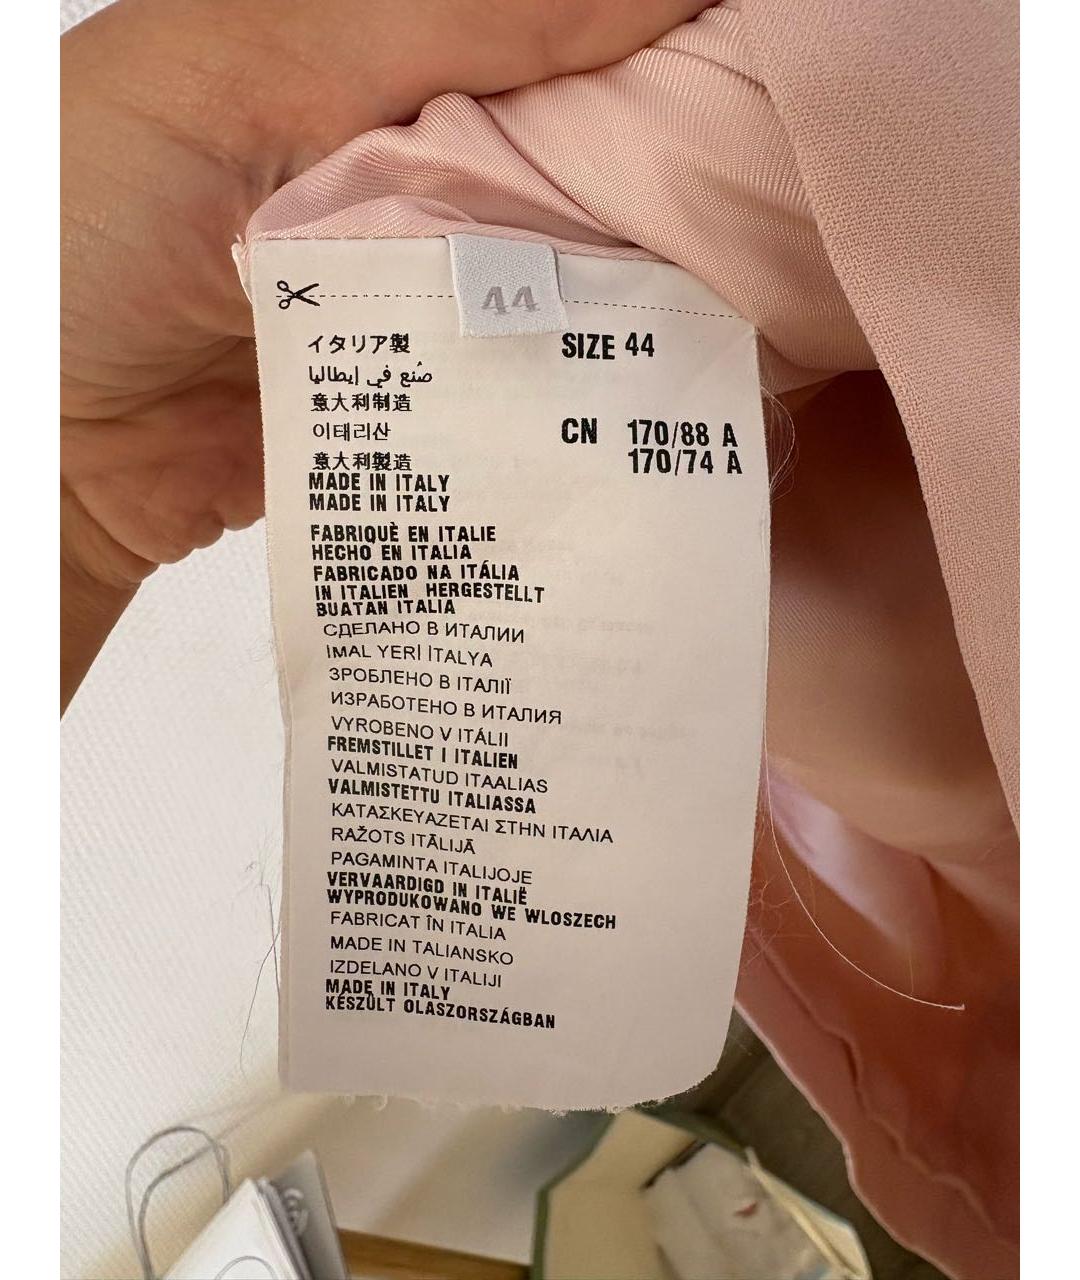 44
イタリア製
صُنع في إيطاليا
意大利制造
이태리산
意大利製造
MADE IN ITALY
MADE IN ITALY
FABRIQUÈ EN ITALIE
HECHO EN ITALIA
FABRICADO NA ITÁLIA
IN ITALIEN HERGESTELLT
BUATAN ITALIA
СДЕЛАНО В ИТАЛИИ
IMAL YERİ İTALYA
ЗРОБЛЕНО В ІТАЛІЇ
ИЗРАБОТЕНО В ИТАЛИЯ
VYROBENO V ITÁLII
FREMSTILLET I ITALIEN
VALMISTATUD ITAALIAS
VALMISTETTU ITALIASSA
ΚΑΤΑΣΚΕΥΑΖΕΤΑΙ ΣΤΗΝ ΙΤΑΛΙΑ
RAŽOTS ITĀLIJĀ
PAGAMINTA ITALIJOJE
VERVAARDIGD IN ITALIË
WYPRODUKOWANO WE WLOSZECH
FABRICAT ÎN ITALIA
MADE IN TALIANSKO
IZDELANO V ITALIJI
MADE IN ITALY
KÉSZÜLT OLASZORSZÁGBAN
SIZE 44
CN 170/88 A
170/74 A